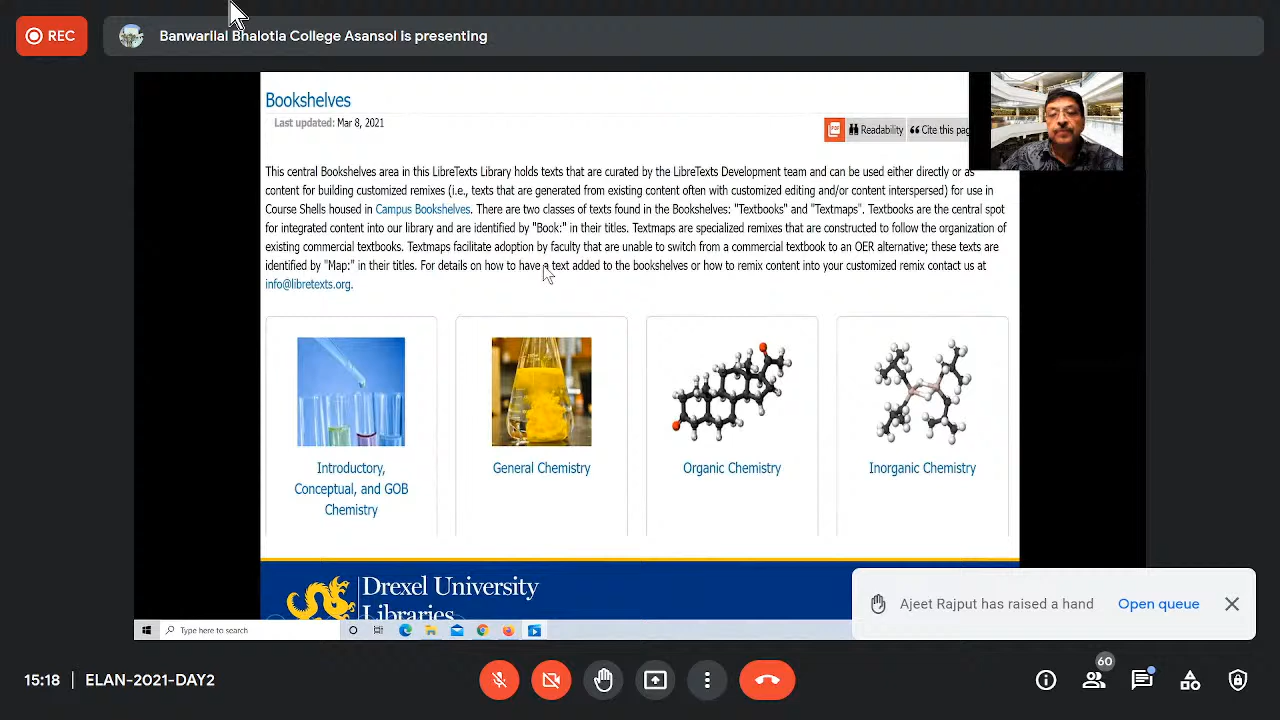 REC
Banwarilal Bhalotia College Asansol is presenting
Bookshelves
Last updated: Mar 8, 2021
PDF
Readability
Cite this pag
This central Bookshelves area in this LibreTexts Library holds texts that are curated by the LibreTexts Development team and can be used either directly or as
content for building customized remixes (i.e., texts that are generated from existing content often with customized editing and/or content interspersed) for use in
Course Shells housed in Campus Bookshelves. There are two classes of texts found in the Bookshelves: "Textbooks" and "Textmaps". Textbooks are the central spot
for integrated content into our library and are identified by "Book:" in their titles. Textmaps are specialized remixes that are constructed to follow the organization of
existing commercial textbooks. Textmaps facilitate adoption by faculty that are unable to switch from a commercial textbook to an OER alternative; these texts are
identified by "Map:" in their titles. For details on how to have a text added to the bookshelves or how to remix content into your customized remix contact us at
info@libretexts.org.
Introductory,
Conceptual, and GOB
Chemistry
General Chemistry
Organic Chemistry
Inorganic Chemistry
Drexel University
Libraries
Ajeet Rajput has raised a hand
Open queue
Type here to search
15:18
ELAN-2021-DAY2
60